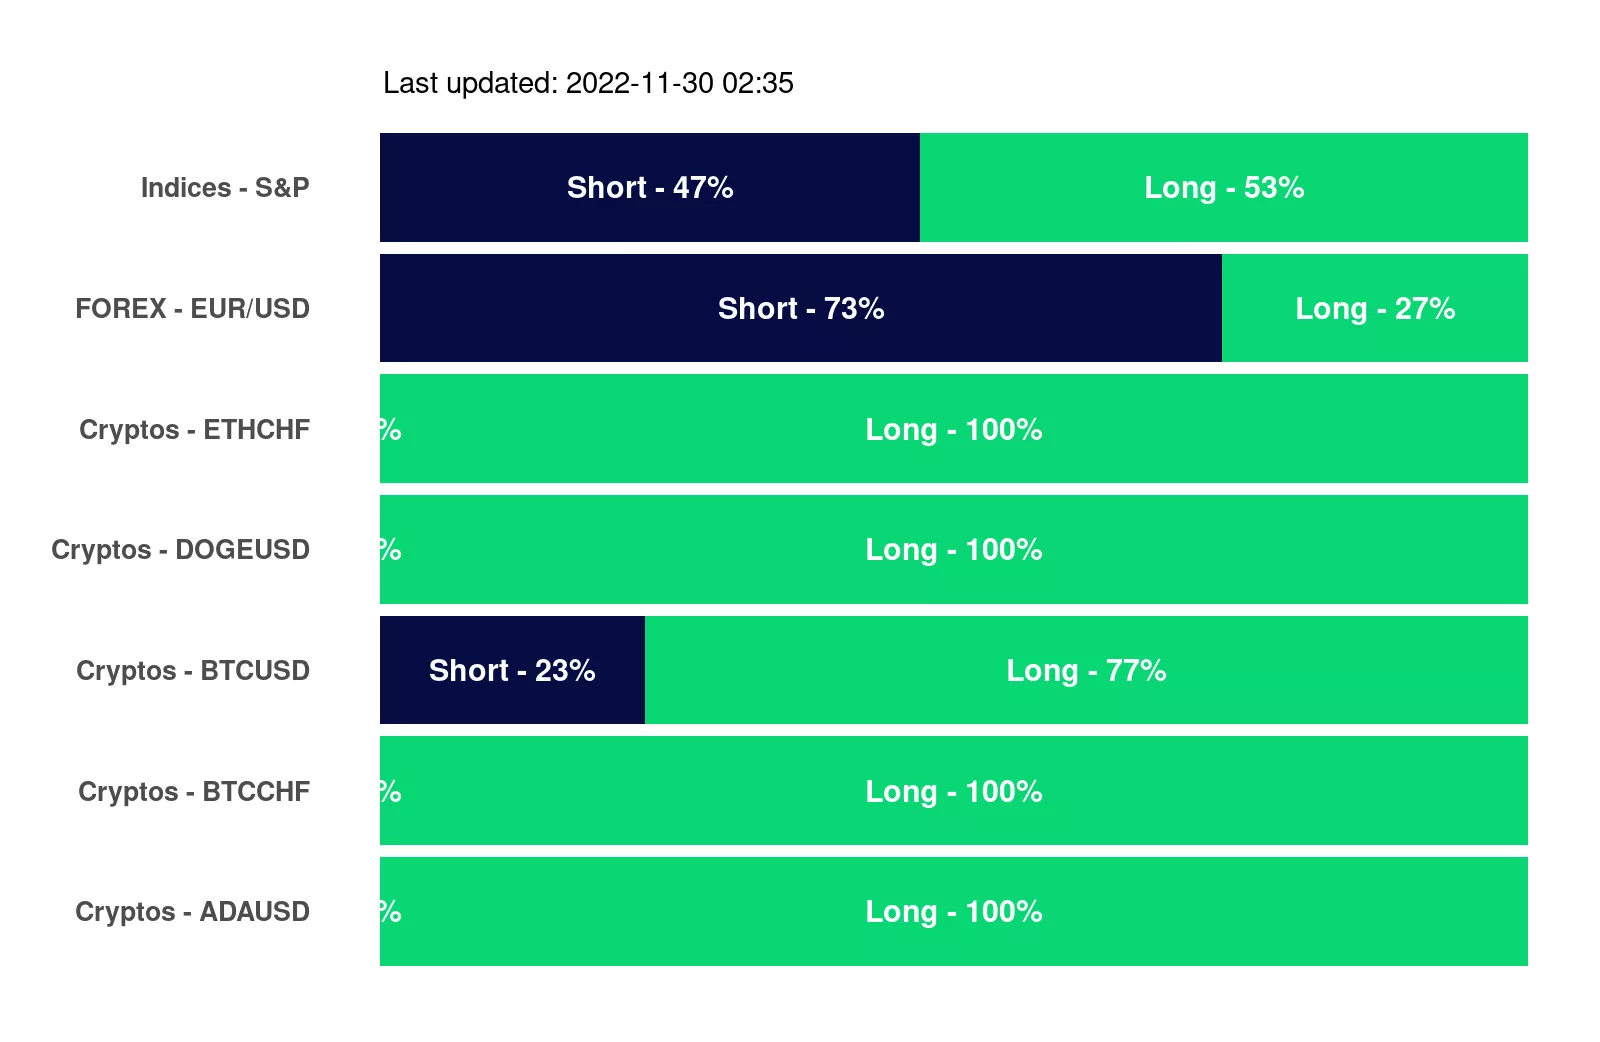 Last updated: 2022-11-30 02:35
Indices - S&P Short - 47% Long - 53%
FOREX - EUR/USD Short - 73% Long - 27%
Cryptos - ETHCHF % Long - 100%
Cryptos - DOGEUSD % Long - 100%
Cryptos - BTCUSD Short - 23% Long - 77%
Cryptos - BTCCHF % Long - 100%
Cryptos - ADAUSD % Long - 100%